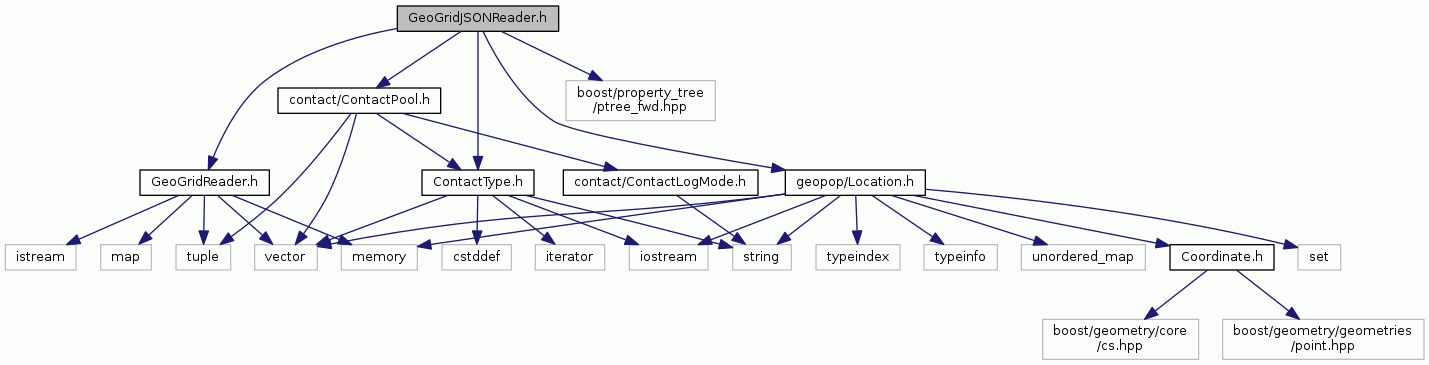 GeoGridJSONReader.h
boost/property_tree
/ptree_fwd.hpp
contact/ContactPool.h
GeoGridReader.h
ContactType.h
contact/ContactLogMode.h
geopop/Location.h
istream
map
tuple
vector
memory
cstddef
iterator
iostream
string
typeindex
typeinfo
unordered_map
Coordinate.h
set
boost/geometry/core
/cs.hpp
boost/geometry/geometries
/point.hpp